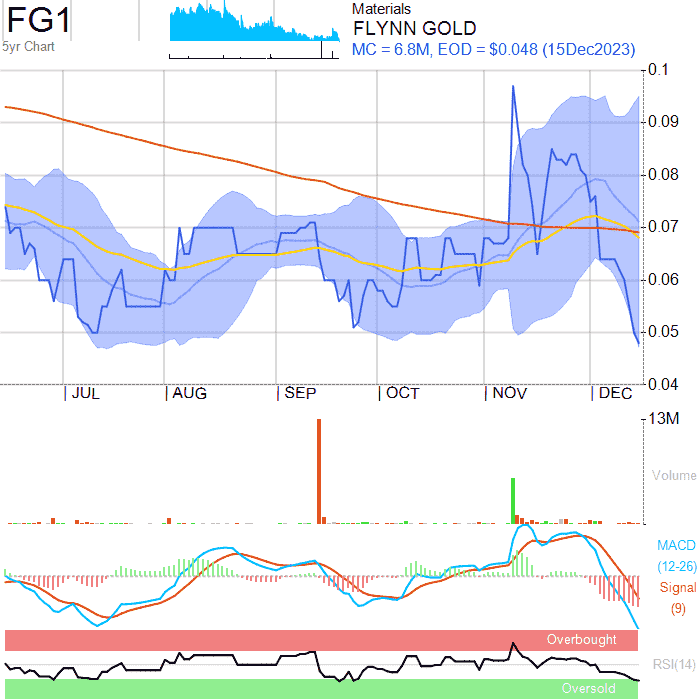 FG1
5yr Chart
Materials
FLYNN GOLD
MC = 6.8M, EOD = $0.048 (15Dec2023)
0.1
0.09
0.08
0.07
0.06
0.05
0.04
JUL AUG SEP OCT NOV DEC
13M
Volume
MACD
(12-26)
Signal
(9)
Overbought
RSI(14)
Oversold